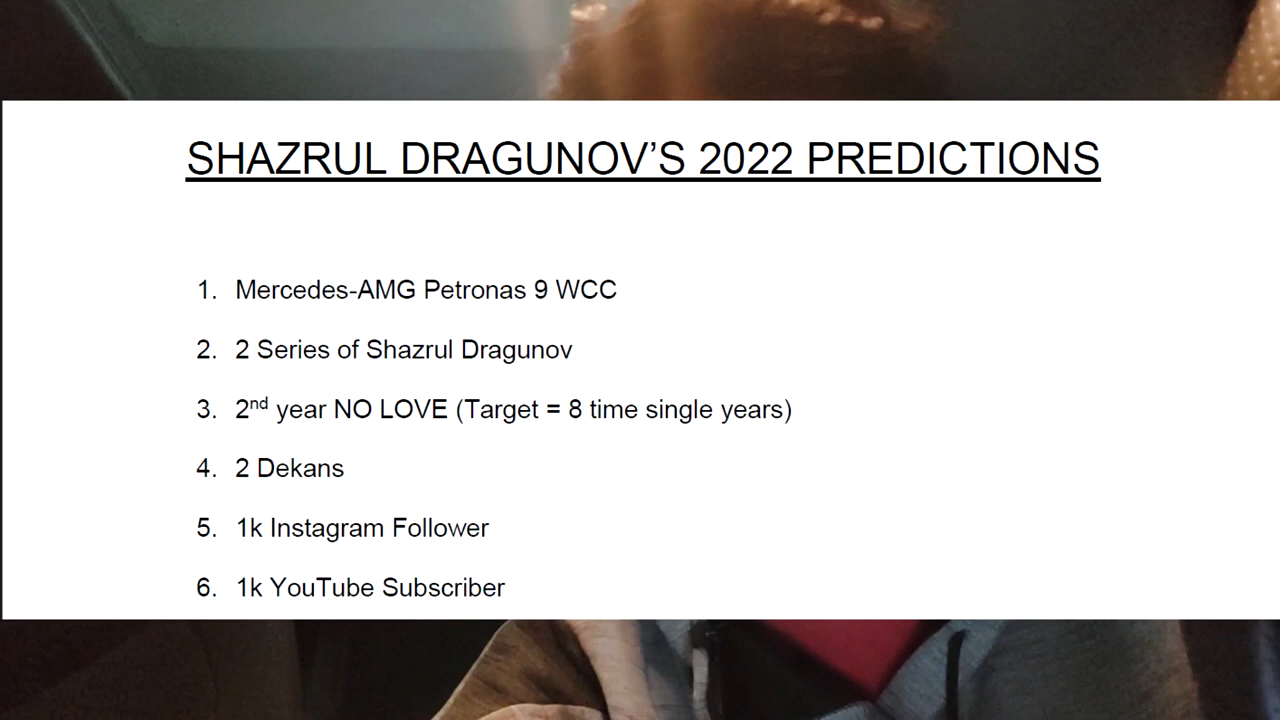 SHAZRUL DRAGUNOV’S 2022 PREDICTIONS
1. Mercedes-AMG Petronas 9 WCC
2. 2 Series of Shazrul Dragunov
3. 2nd year NO LOVE (Target = 8 time single years)
4. 2 Dekans
5. 1k Instagram Follower
6. 1k YouTube Subscriber